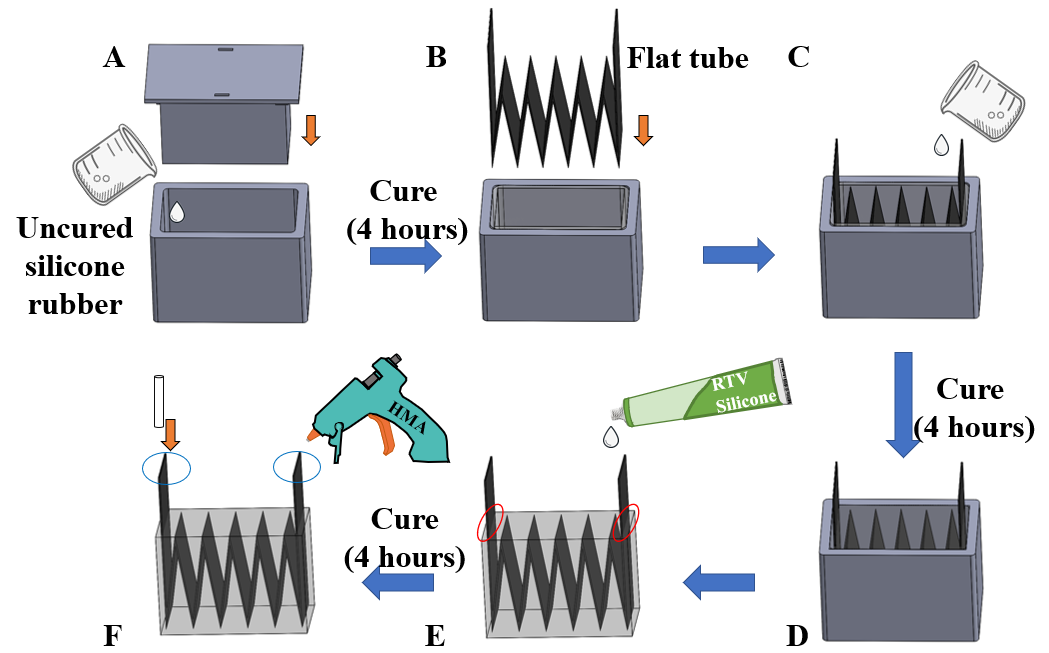 A
B
Flat tube
C
Uncured
silicone
rubber
Cure
(4 hours)
Cure
(4 hours)
HMA
RTV
Silicone
Cure
(4 hours)
F
E
D